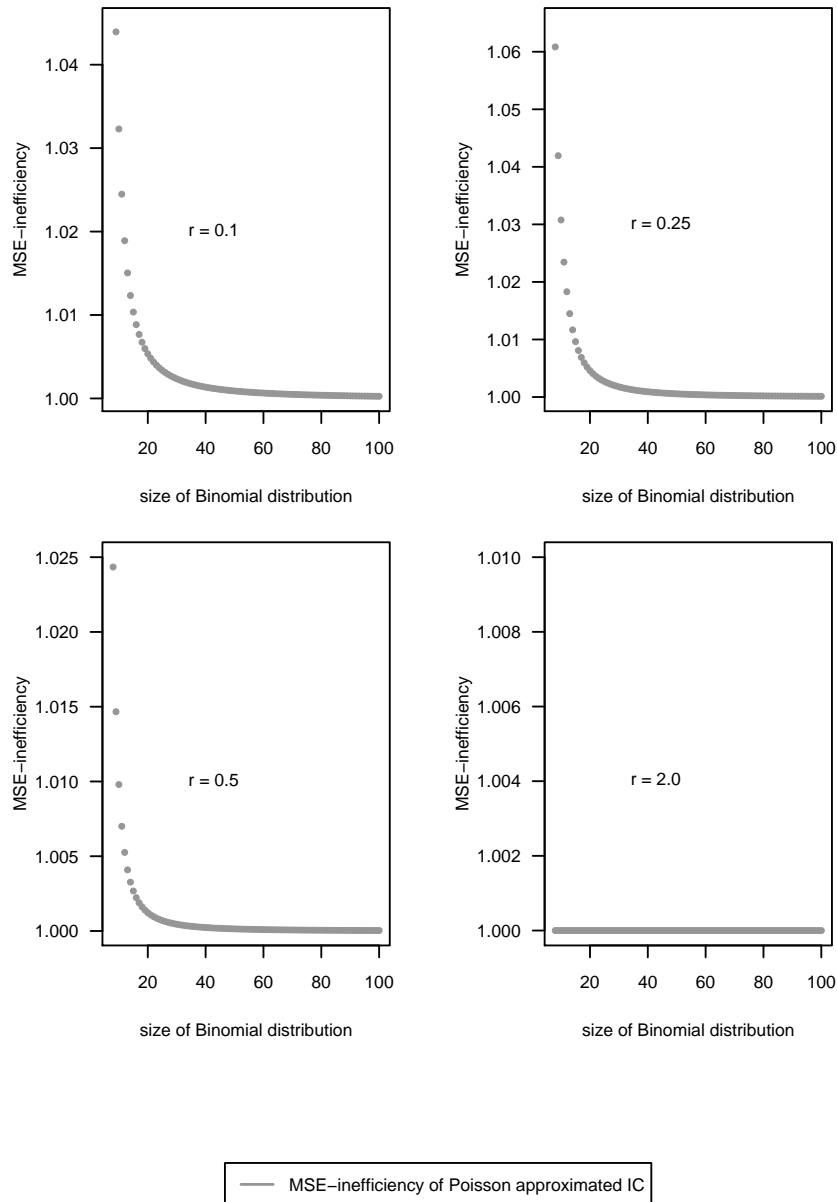 MSE−inefficiency
1.04
1.03
1.02
1.01
1.00
r = 0.1
20 40 60 80 100
size of Binomial distribution
MSE−inefficiency
1.06
1.05
1.04
1.03
1.02
1.01
1.00
r = 0.25
20 40 60 80 100
size of Binomial distribution
MSE−inefficiency
1.025
1.020
1.015
1.010
1.005
1.000
r = 0.5
20 40 60 80 100
size of Binomial distribution
MSE−inefficiency
1.010
1.008
1.006
1.004
1.002
1.000
r = 2.0
20 40 60 80 100
size of Binomial distribution
MSE−inefficiency of Poisson approximated IC